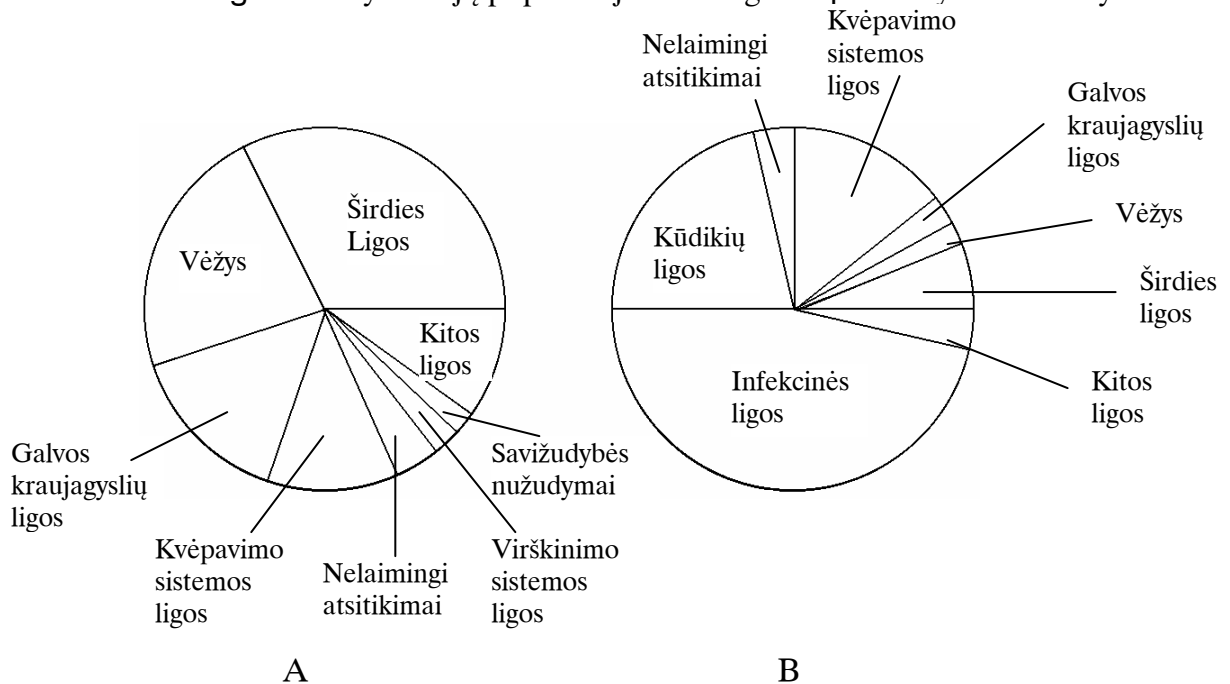 Nelaimingi
atsitikimai
Kvėpavimo
sistemos
ligos
Galvos
kraujagyslių
ligos
Širdies
Ligos
Vėžys
Kūdikių
ligos
Vėžys
Širdies
ligos
Kitos
ligos
Infekcinės
ligos
Kitos
ligos
Galvos
kraujagyslių
ligos
Savižudybės
nužudymai
Kvėpavimo
sistemos
ligos
Nelaimingi
atsitikimai
Virškinimo
sistemos
ligos
A
B